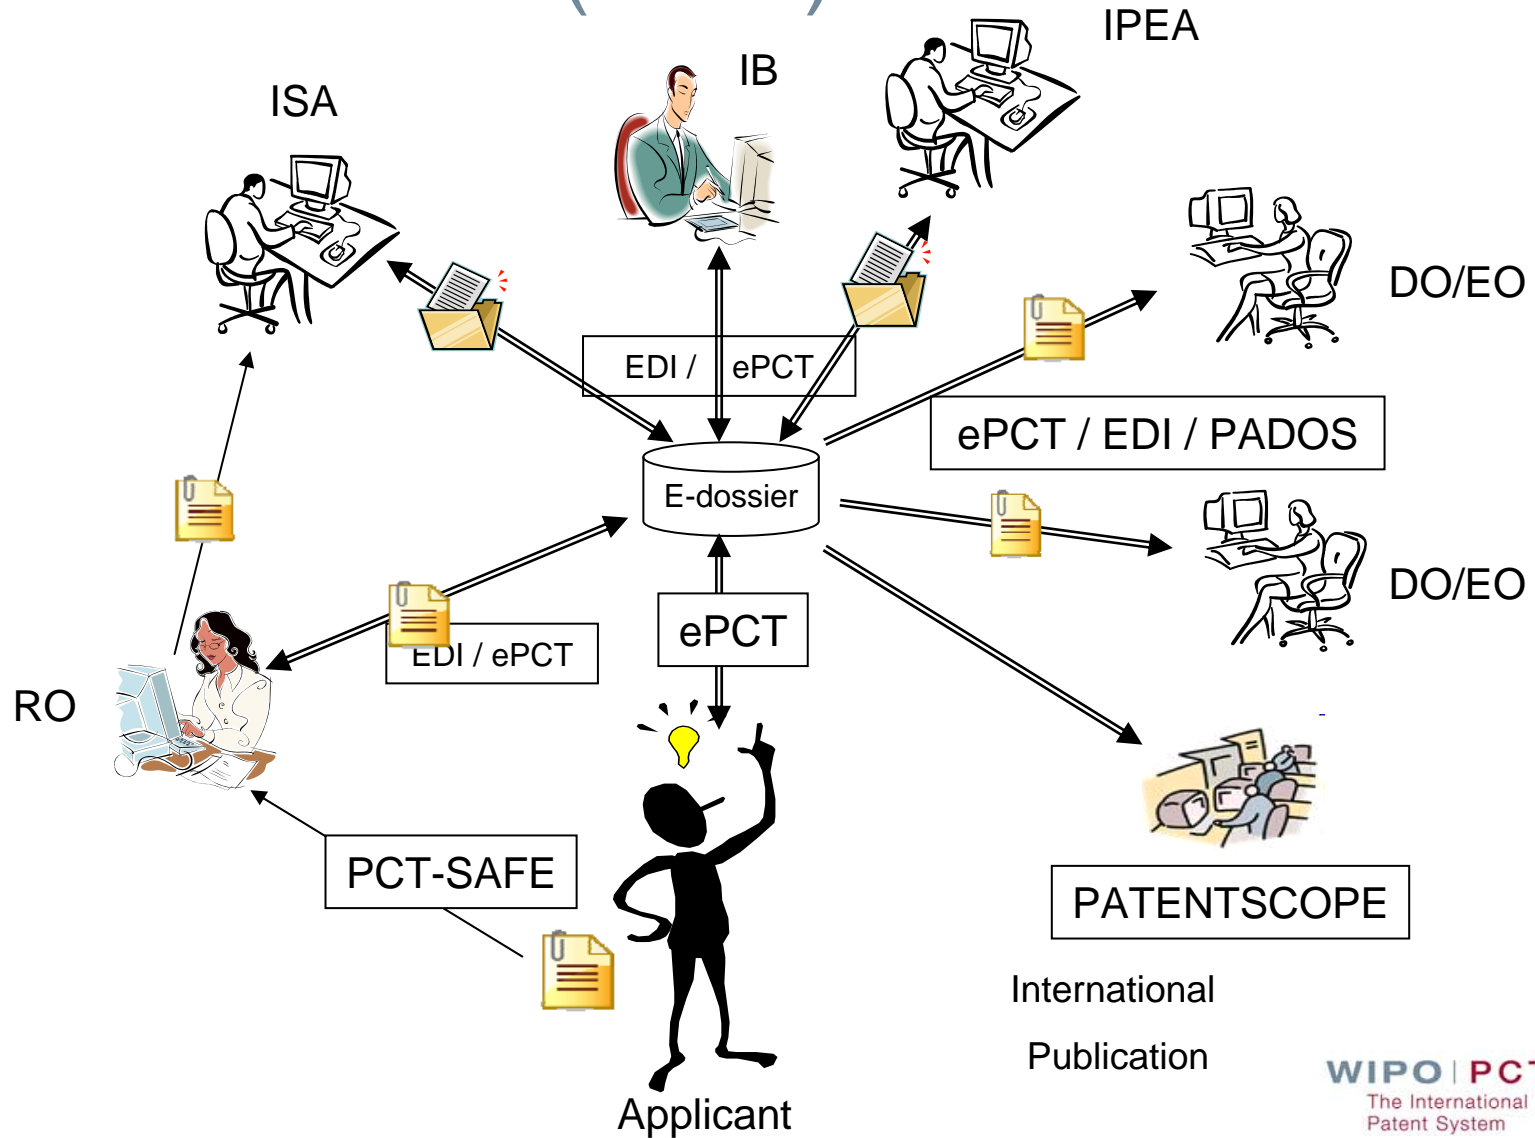 IPEA
IB
ISA
DO/EO
EDI / ePCT
ePCT / EDI / PADOS
E-dossier
DO/EO
ePCT
EDI / ePCT
RO
PCT-SAFE
PATENTSCOPE
International
Publication
WIPO | PCT
The International
Patent System
Applicant